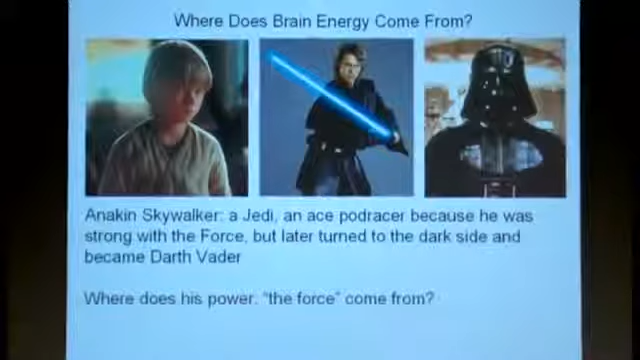 Where Does Brain Energy Come From?
Anakin Skywalker: a Jedi, an ace podracer because he was
strong with the Force, but later turned to the dark side and
became Darth Vader
Where does his power, "the force" come from?